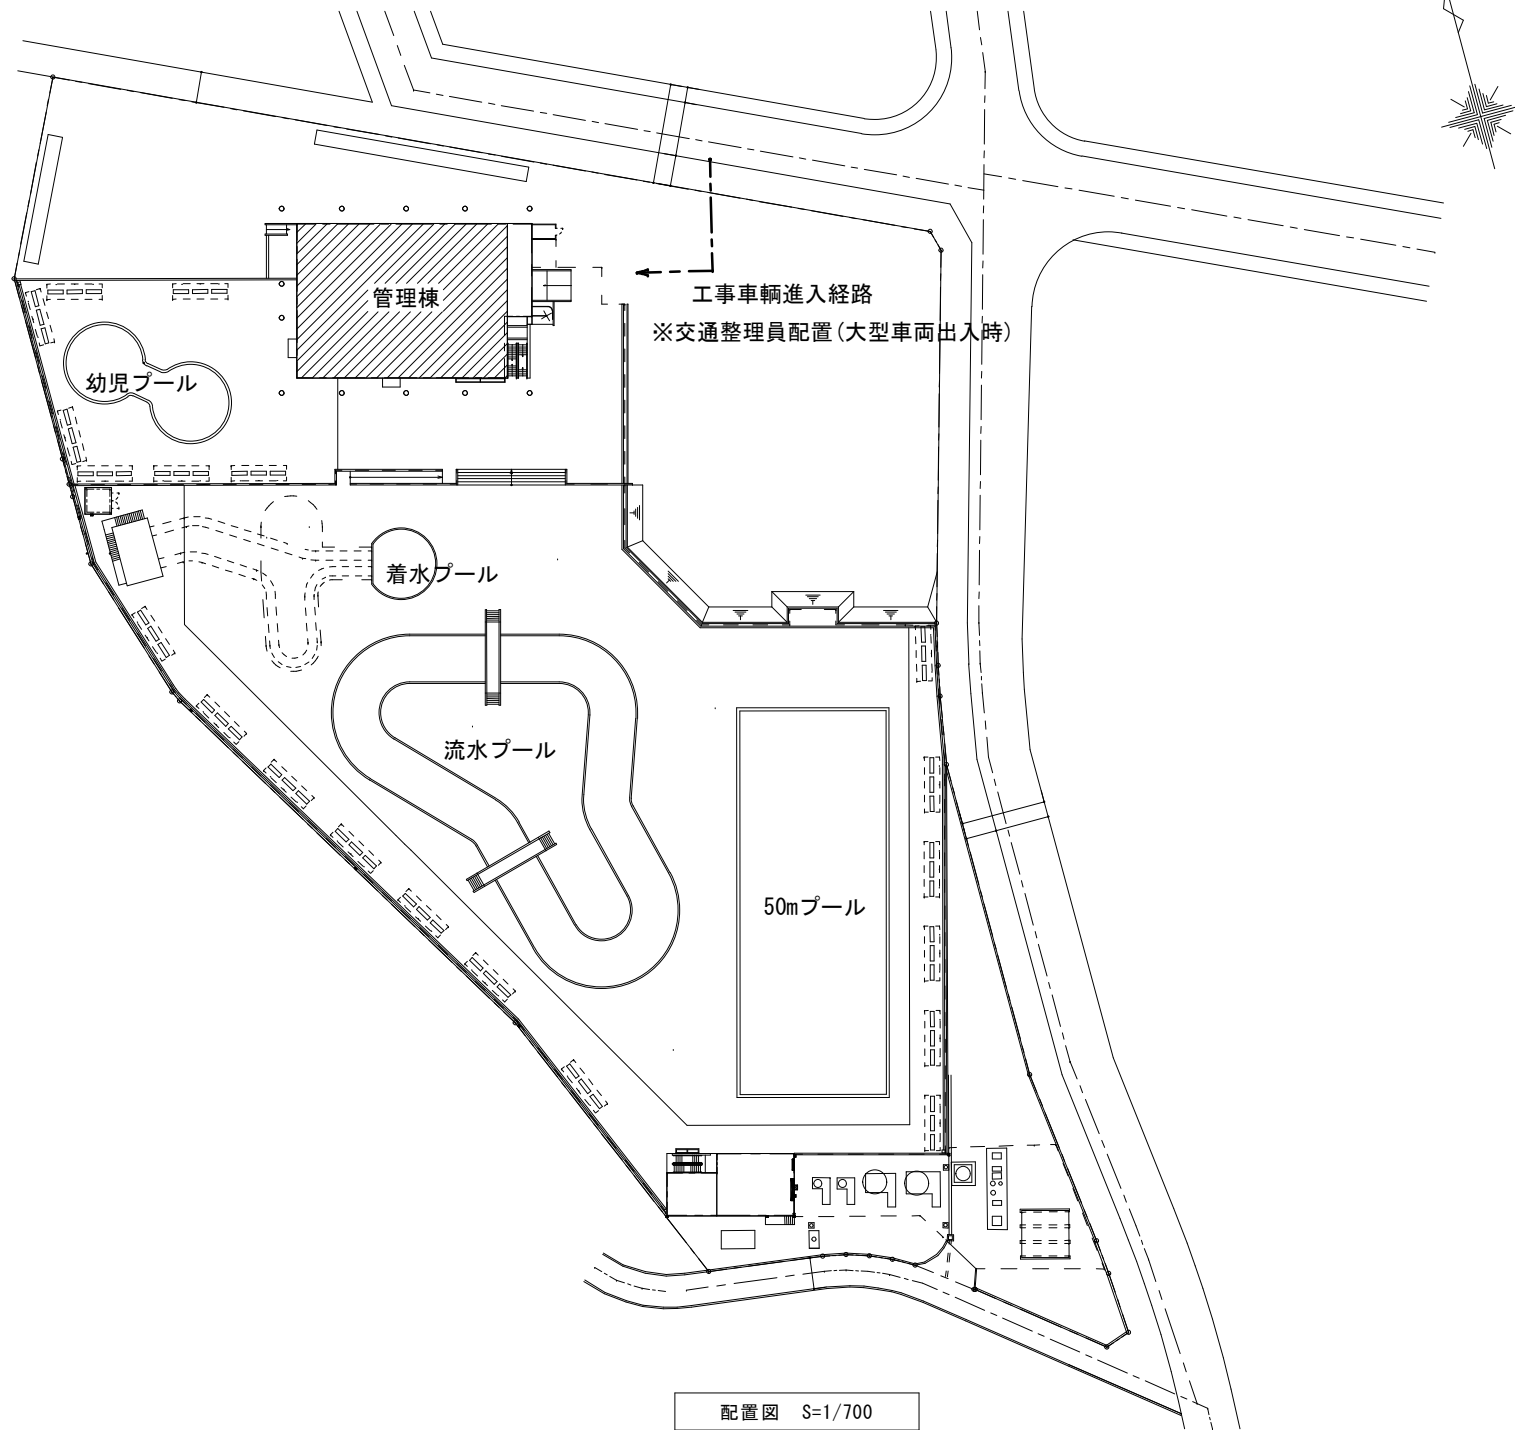 管理棟
工事車輌進入経路
※交通整理員配置(大型車両出入時)
幼児プール
着水プール
流水プール
50mプール
配置図 S=1/700